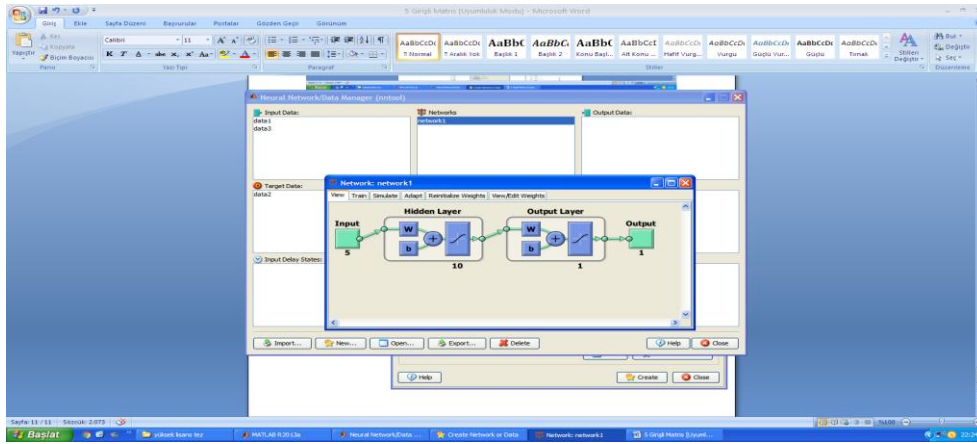 5 Girişli Matris (Uyumluluk Modu) - Microsoft Word
Giriş Ekle Sayfa Düzeni Başvurular Postalar Gözden Geçir Görünüm
Yapıştır
Kes
Kopyala
Biçim Boyacısı
Pano
Calibri 11
K T A abc x, x² Aa
Yazı Tipi
Paragraf
AaBbCcDc AaBbCcDc AaBbC AaBbC AaBbC AaBbCcI AaBbCcDı AaBbCcDı AaBbCcDı AaBbCcDc AaBbCcDı
¶ Normal ¶ Aralık Yok Başlık 1 Başlık 2 Konu Başl... Alt Konu ... Hafif Vurg... Vurgu Güçlü Vur... Güçlü Tırnak
Stiller
Stilleri Değiştir
Bul
Değiştir
Seç
Düzenleme
Neural Network/Data Manager (nntool)
Input Data:
data1
data3
Networks
network1
Output Data:
Target Data:
data2
Input Delay States:
Network: network1
View Train Simulate Adapt Reinitialize Weights View/Edit Weights
Hidden Layer
Output Layer
Input
W
b
+
W
b
+
Output
5
10
1
1
Import... New... Open... Export... Delete Help Close
Help Create Close
Sayfa: 11 / 11 Sözcük: 2.073
%100
Başlat
yüksek lisans tez
MATLAB R2013a
Neural Network/Data ...
Create Network or Data
Network: network1
5 Girişli Matris [Uyuml...